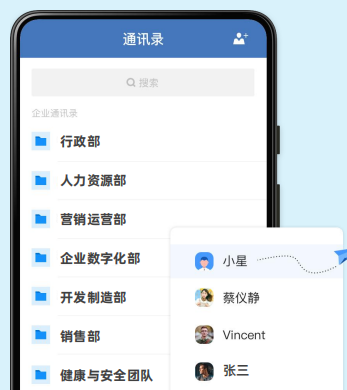 通讯录
搜索
企业通讯录
行政部
人力资源部
营销运营部
企业数字化部
开发制造部
销售部
健康与安全团队
小星
蔡仪静
Vincent
张三